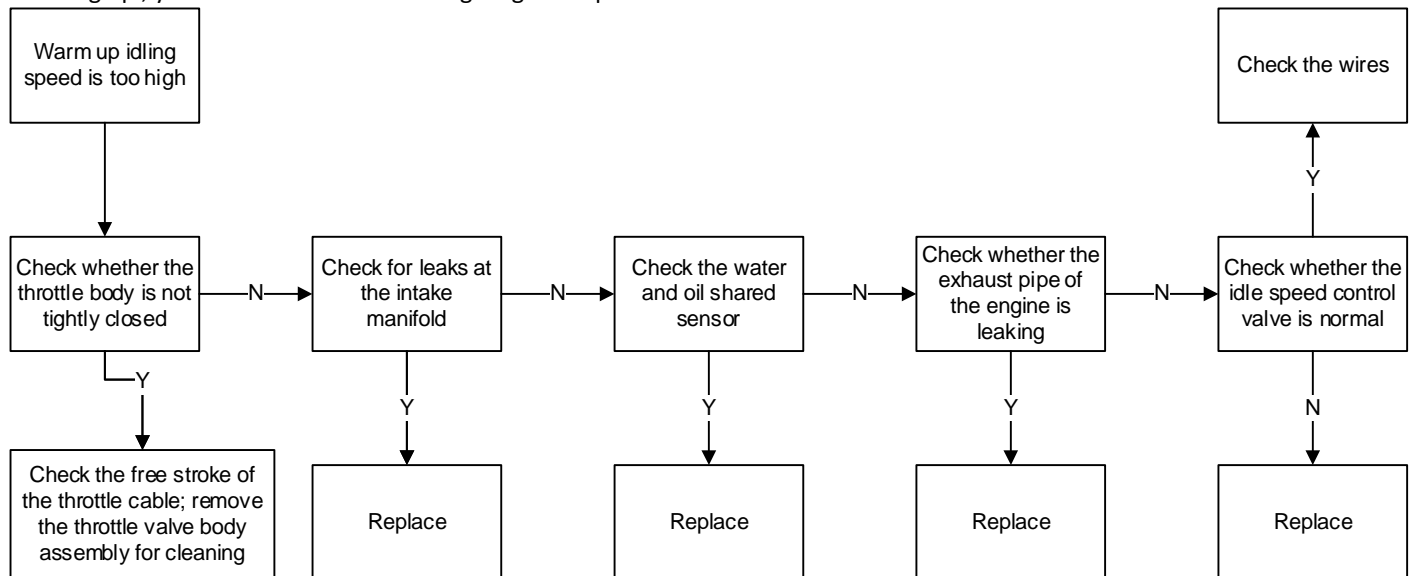 Warm up idling
speed is too high
Check the wires
Y
Check whether the
throttle body is not
tightly closed
N
Check for leaks at
the intake
manifold
N
Check the water
and oil shared
sensor
N
Check whether the
exhaust pipe of
the engine is
leaking
N
Check whether the
idle speed control
valve is normal
Y
Y
Y
Y
N
Check the free stroke of
the throttle cable; remove
the throttle valve body
assembly for cleaning
Replace
Replace
Replace
Replace